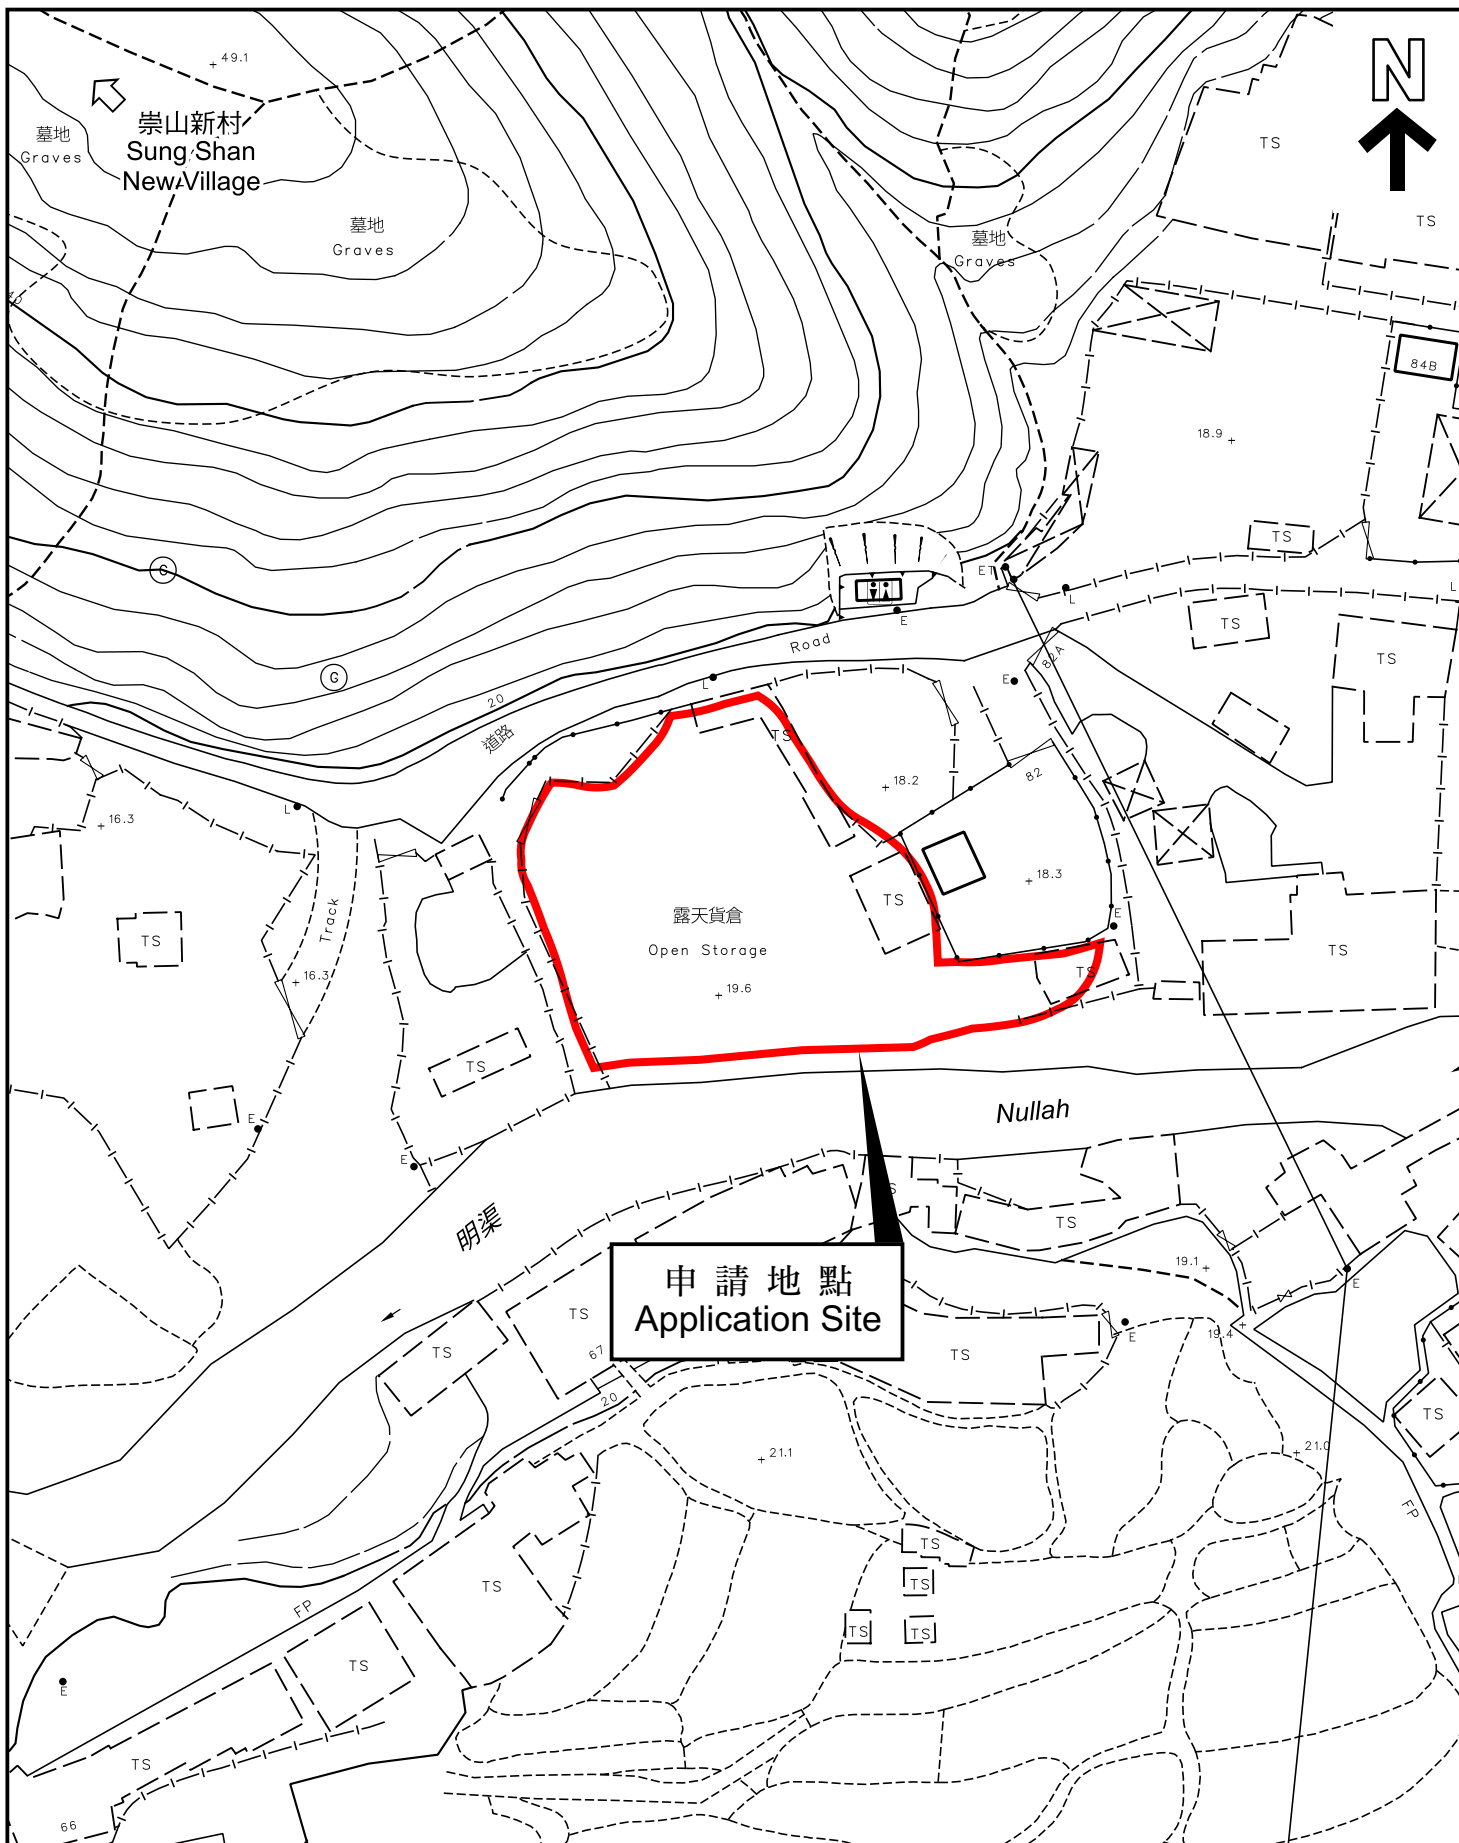 49.1
N
崇山新村
Sung Shan
New Village
墓地
Graves
墓地
Graves
墓地
Graves
TS
TS
84B
18.9
TS
G
ET
L
L
E
TS
Road
TS
82A
G
E
L
20
道路
TS
18.2
82
16.3
L
18.3
TS
露天貨倉
Open Storage
Track
E
TS
TS
TS
16.3
19.6
TS
E
Nullah
E
S
TS
明渠
19.1
E
申請地點
Application Site
TS
67
19.4
E
TS
TS
20
TS
21.1
21.0
FP
TS
TS
TS
FP
TS
TS
TS
E
TS
66